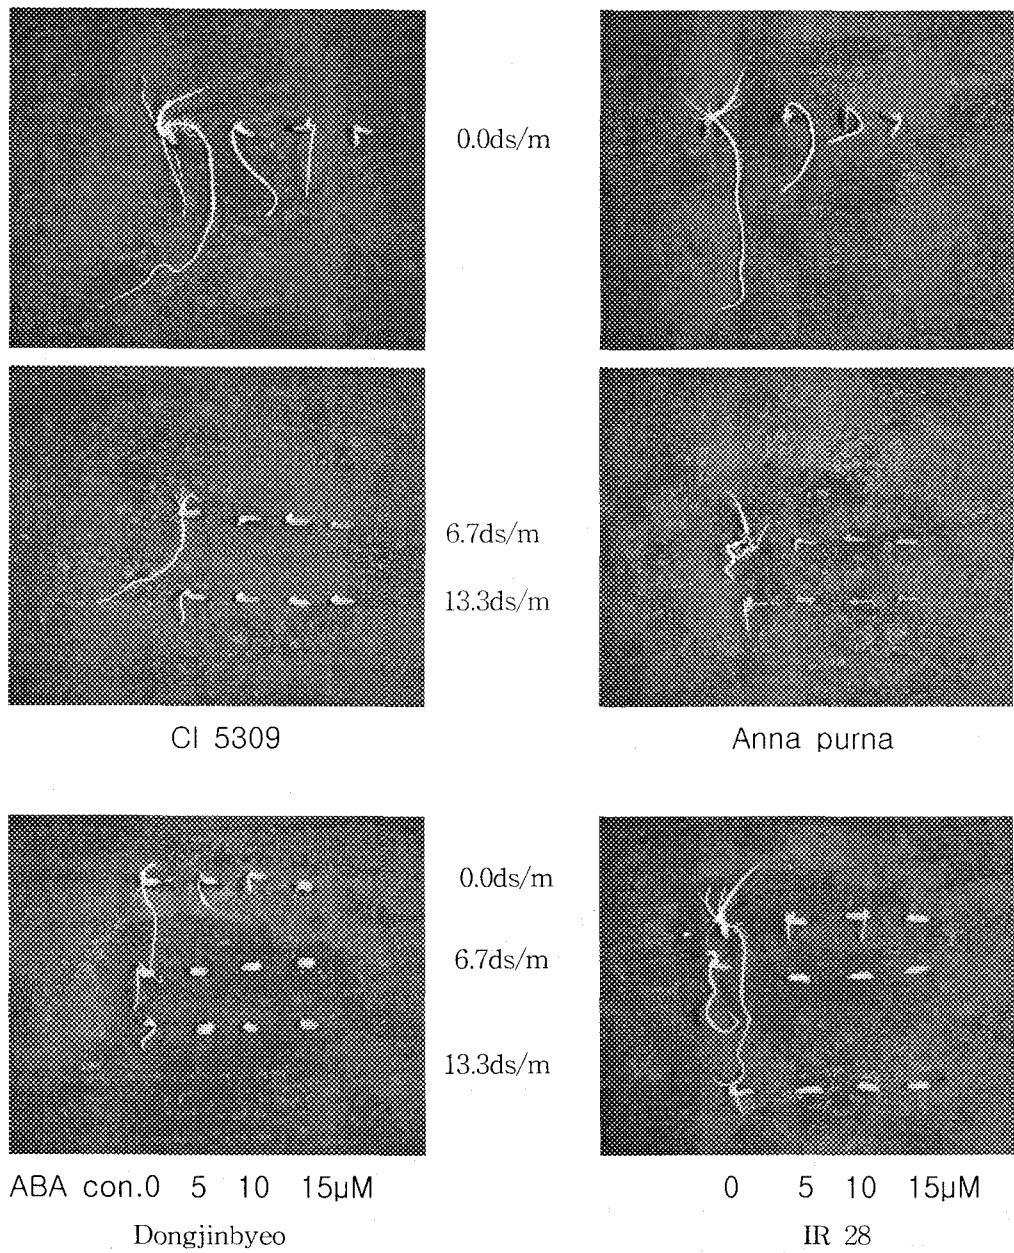 0.0ds/m
6.7ds/m
13.3ds/m
CI 5309
Anna purna
0.0ds/m
6.7ds/m
13.3ds/m
ABA con.0 5 10 15μM
0 5 10 15μM
Dongjinbyeo
IR 28